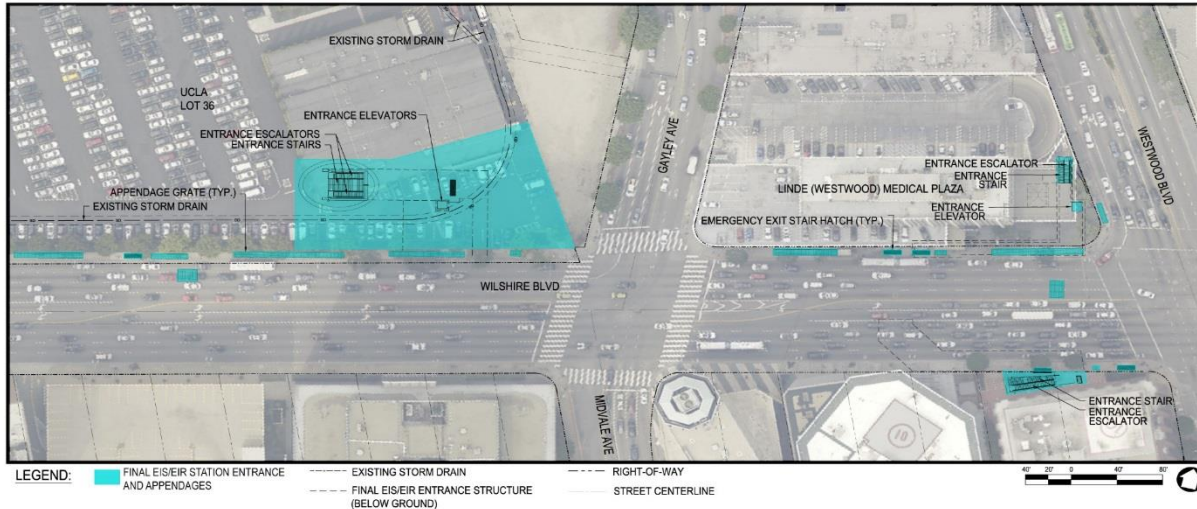 EXISTING STORM DRAIN
UCLA
LOT 36
ENTRANCE ELEVATORS
ENTRANCE ESCALATORS
ENTRANCE STAIRS
APPENDAGE GRATE (TYP.)
EXISTING STORM DRAIN
GAYLEY AVE
WESTWOOD BLVD
ENTRANCE ESCALATOR
ENTRANCE
STAIR
LINDE (WESTWOOD) MEDICAL PLAZA
ENTRANCE
ELEVATOR
EMERGENCY EXIT STAIR HATCH (TYP.)
WILSHIRE BLVD
MIDVALE AVE
10
ENTRANCE STAIR
ENTRANCE
ESCALATOR
LEGEND:
FINAL EIS/EIR STATION ENTRANCE
AND APPENDAGES
EXISTING STORM DRAIN
FINAL EIS/EIR ENTRANCE STRUCTURE
(BELOW GROUND)
RIGHT-OF-WAY
STREET CENTERLINE
40' 20' 0 40' 80'